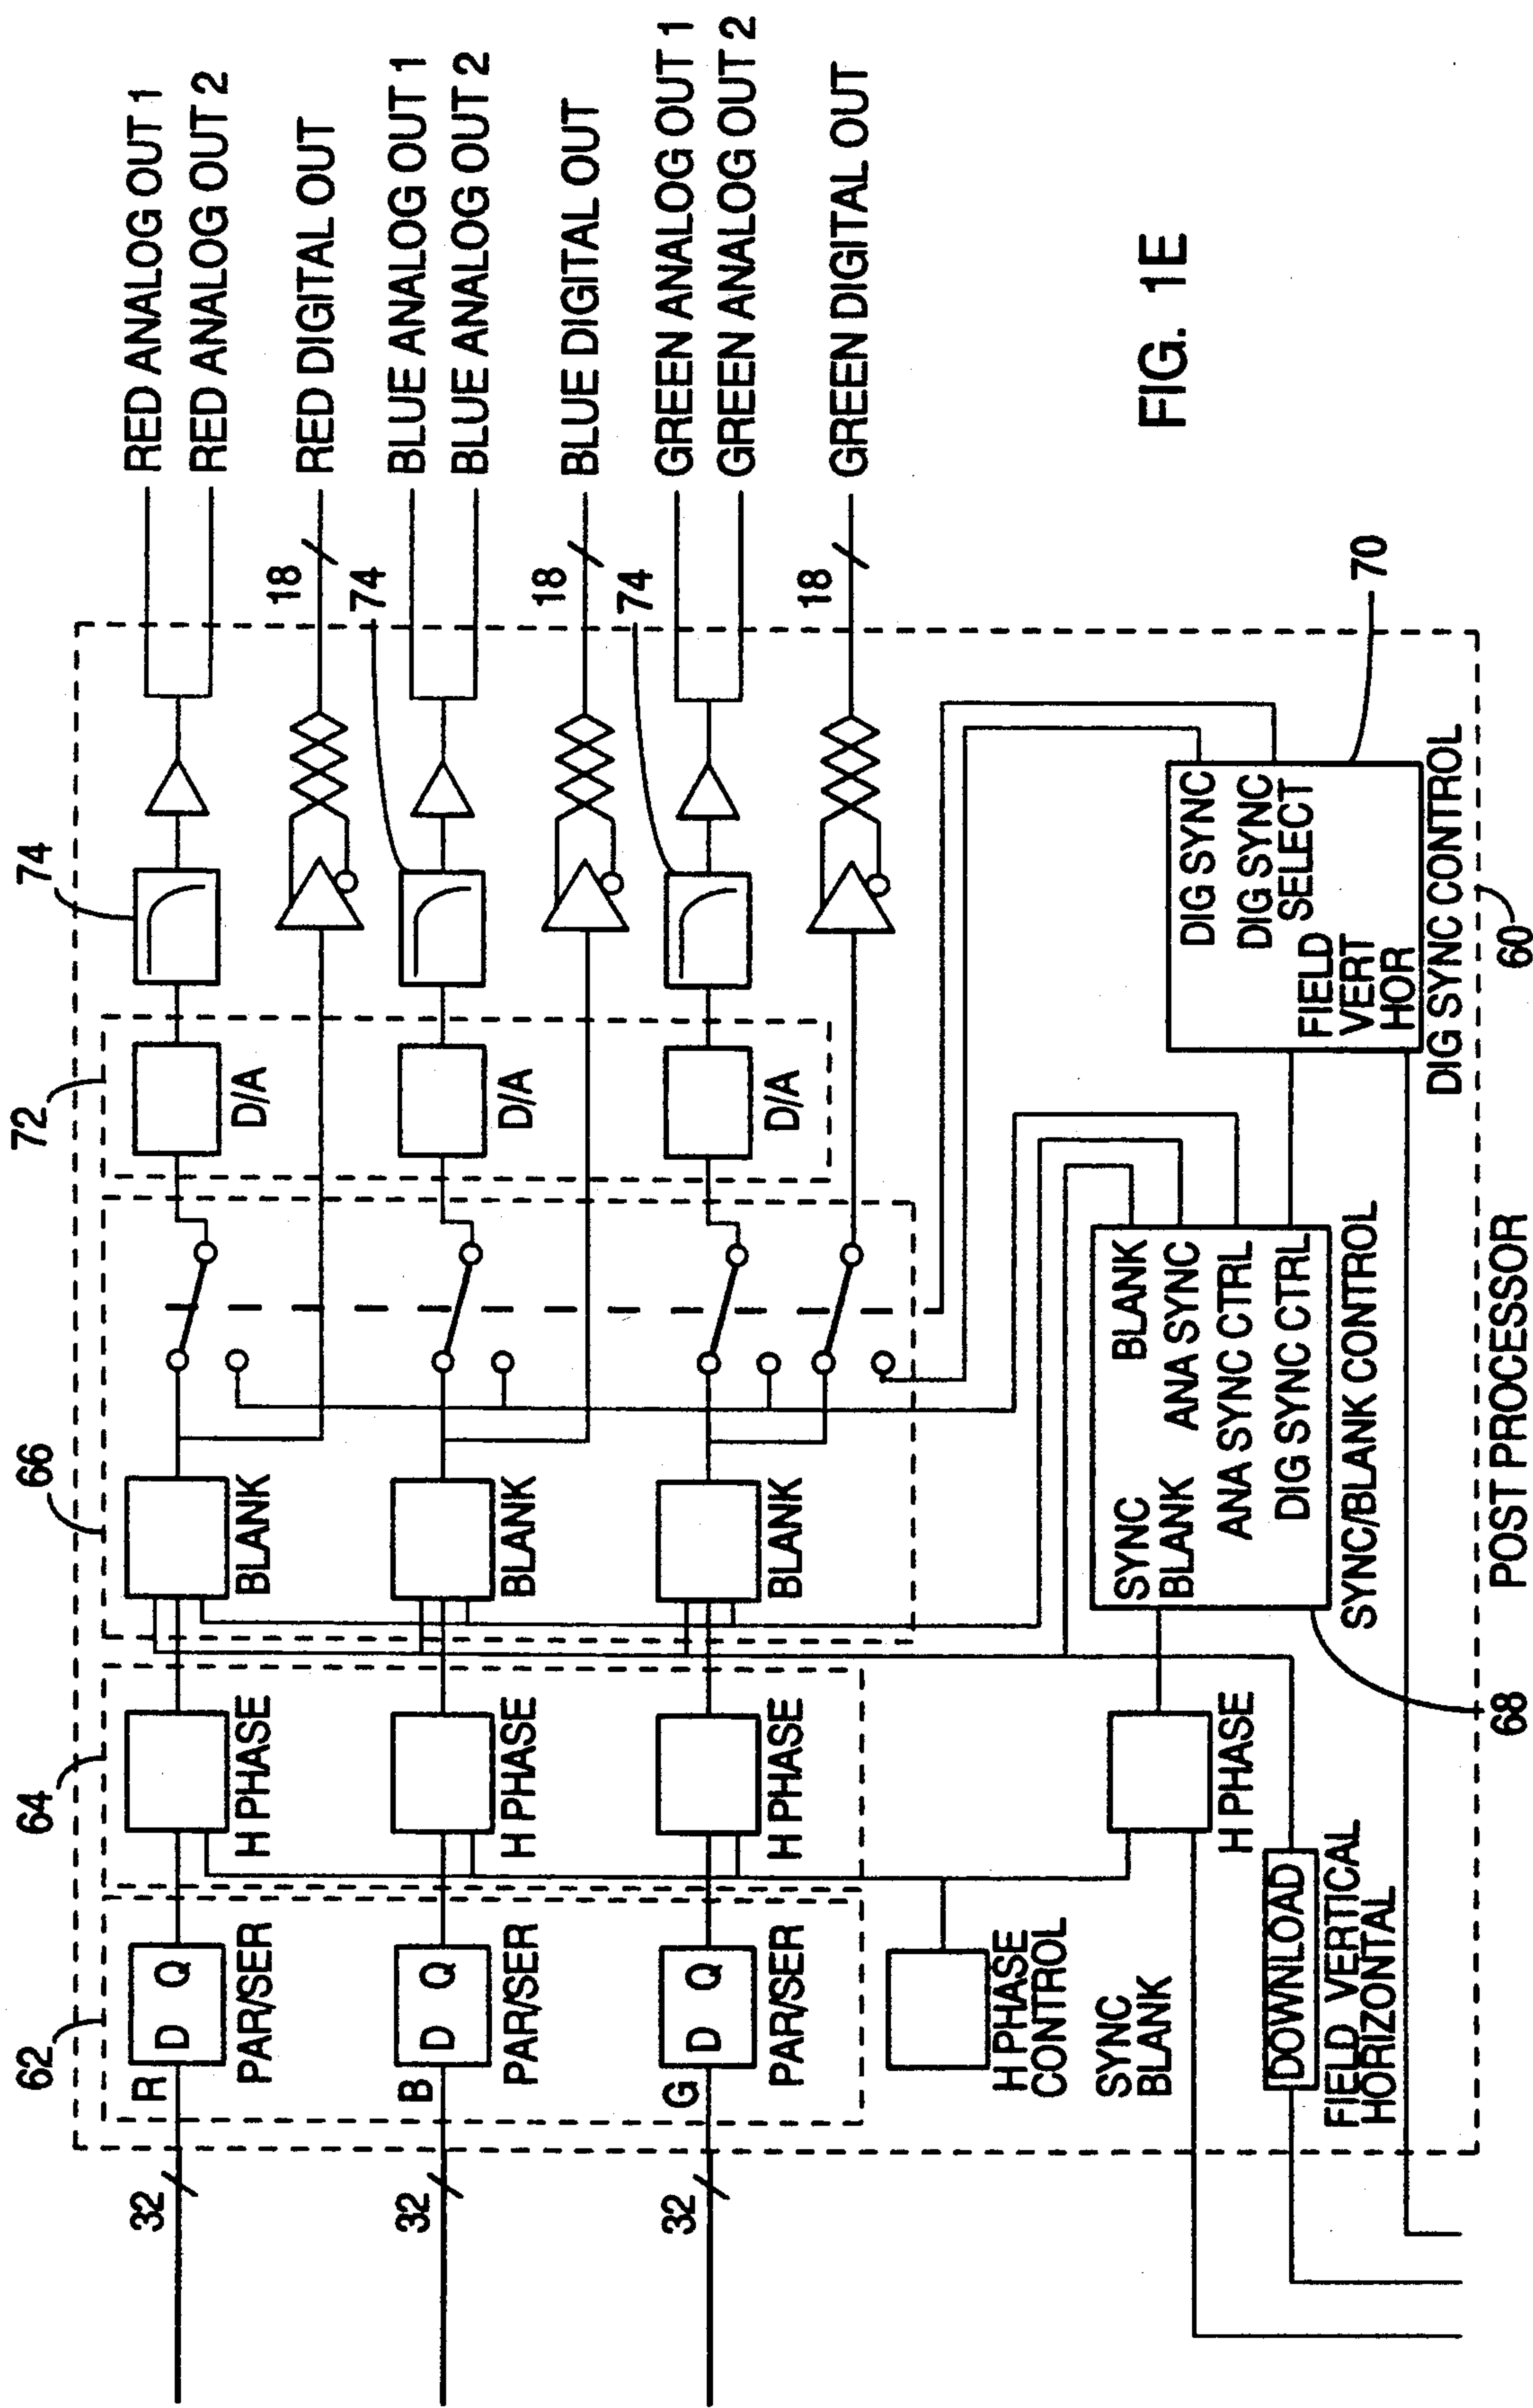 RED ANALOG OUT 1
RED ANALOG OUT 2
RED DIGITAL OUT
BLUE ANALOG OUT 1
BLUE ANALOG OUT 2
BLUE DIGITAL OUT
GREEN ANALOG OUT 1
GREEN ANALOG OUT 2
GREEN DIGITAL OUT
18
18
18
74
74
74
72
D/A
D/A
D/A
66
BLANK
BLANK
BLANK
64
H PHASE
H PHASE
H PHASE
62
R
D Q
PAR/SER
B
D Q
PAR/SER
G
D Q
PAR/SER
32
32
32
H PHASE
CONTROL
SYNC
BLANK
H PHASE
DOWNLOAD
FIELD VERTICAL
HORIZONTAL
SYNC
BLANK
BLANK
ANA SYNC
ANA SYNC CTRL
DIG SYNC CTRL
SYNC/BLANK CONTROL
68
DIG SYNC
DIG SYNC
SELECT
FIELD
VERT
HOR
DIG SYNC CONTROL
70
60
POST PROCESSOR
FIG. 1E